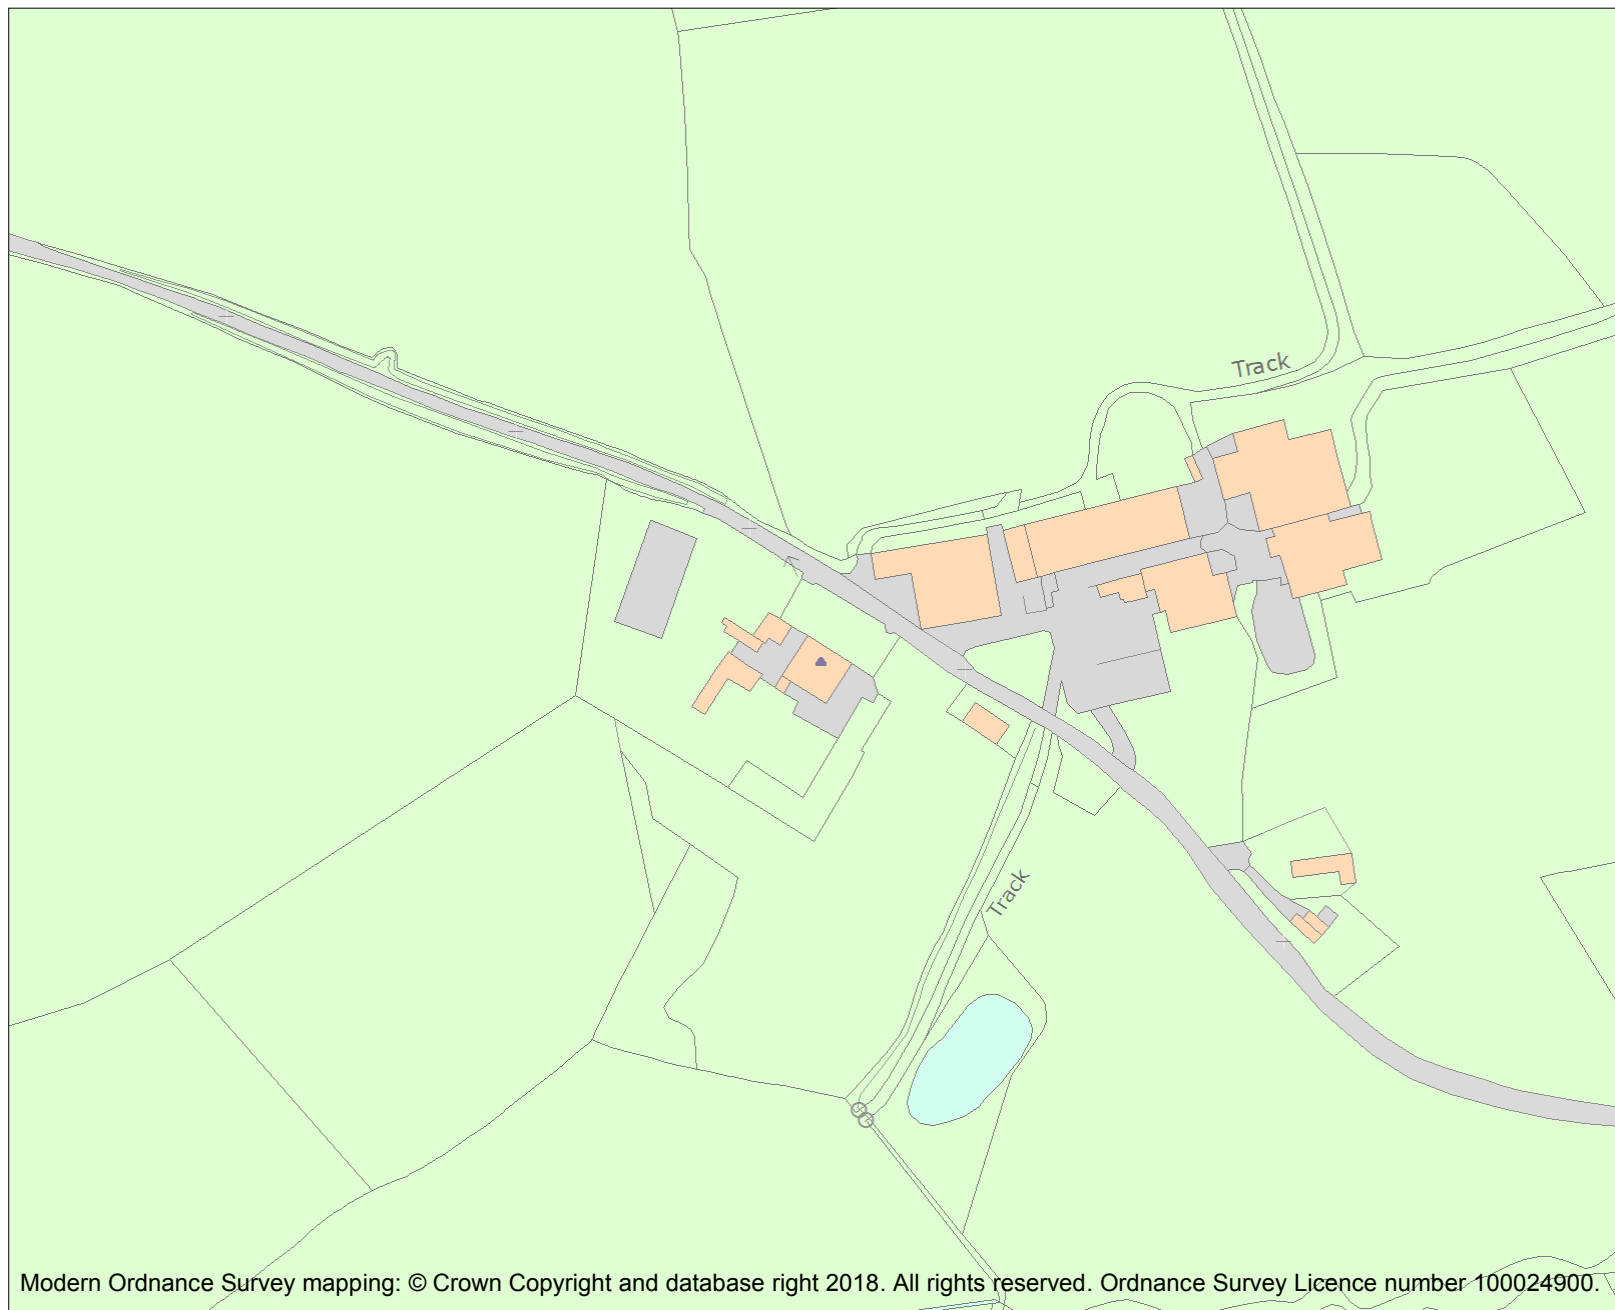 Track
Track
Modern Ordnance Survey mapping: © Crown Copyright and database right 2018. All rights reserved. Ordnance Survey Licence number 100024900.